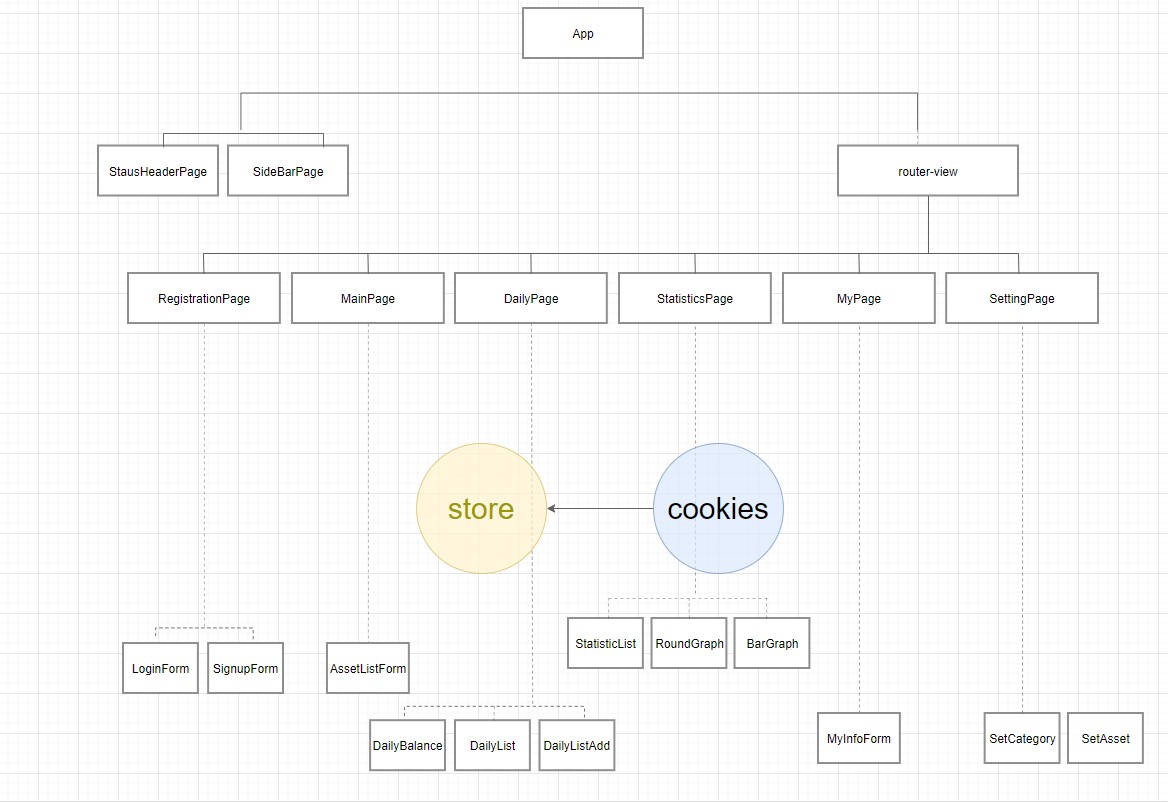 App
StausHeaderPage
SideBarPage
router-view
RegistrationPage
MainPage
DailyPage
StatisticsPage
MyPage
SettingPage
store
cookies
StatisticList
RoundGraph
BarGraph
LoginForm
SignupForm
AssetListForm
DailyBalance
DailyList
DailyListAdd
MyInfoForm
SetCategory
SetAsset